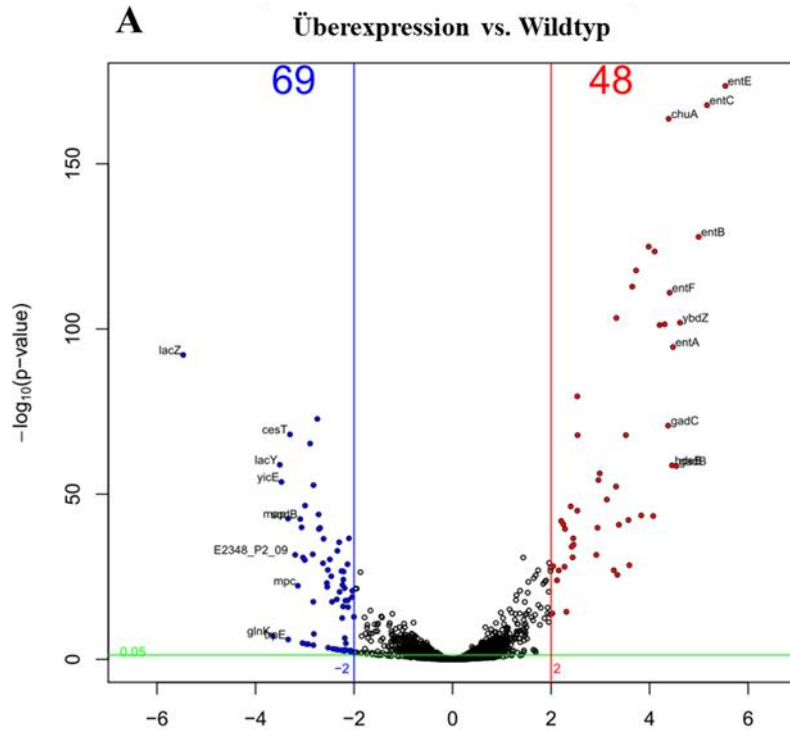 A
Überexpression vs. Wildtyp
69
48
entE
entC
chuA
entB
entF
ybdZ
entA
gadC
lacZ
cesT
lacY
yicE
E2348_P2_09
mpc
glnK
0.05
−2
2
150
100
50
0
−log₁₀(p−value)
−6
−4
−2
0
2
4
6